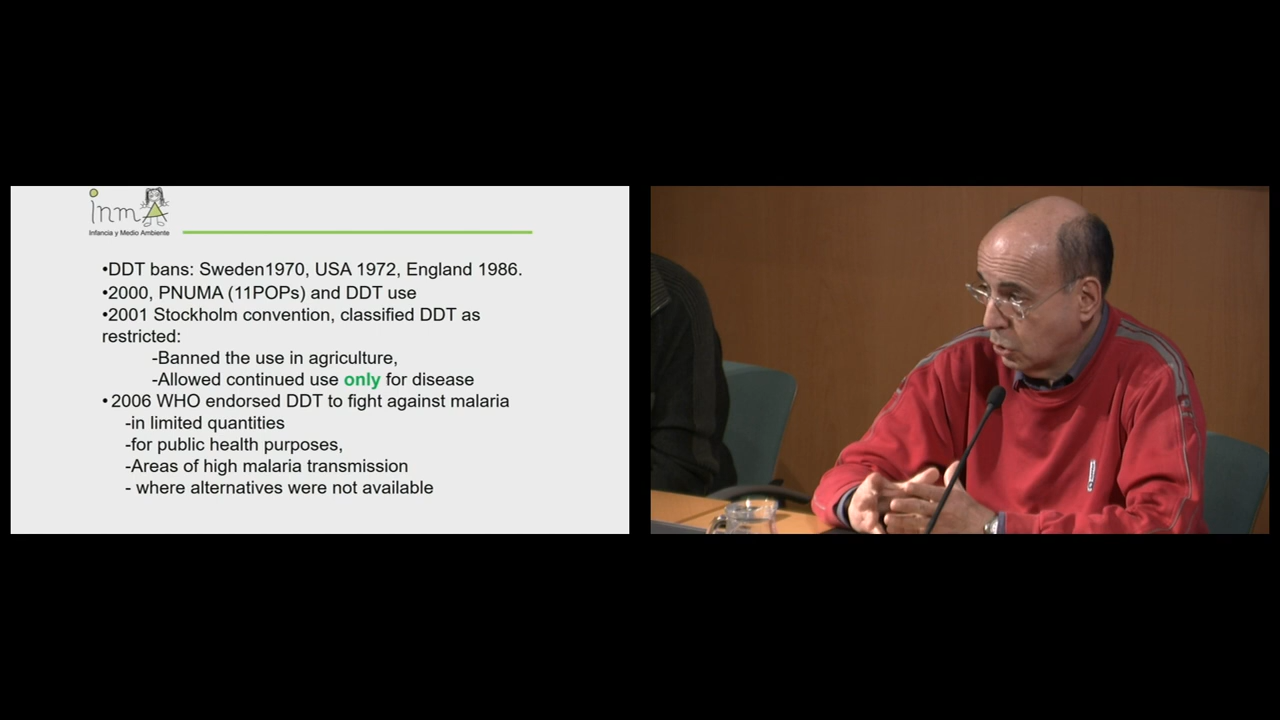 inmA
Infancia y Medio Ambiente
•DDT bans: Sweden1970, USA 1972, England 1986.
•2000, PNUMA (11POPs) and DDT use
•2001 Stockholm convention, classified DDT as
restricted:
-Banned the use in agriculture,
-Allowed continued use only for disease
• 2006 WHO endorsed DDT to fight against malaria
-in limited quantities
-for public health purposes,
-Areas of high malaria transmission
- where alternatives were not available